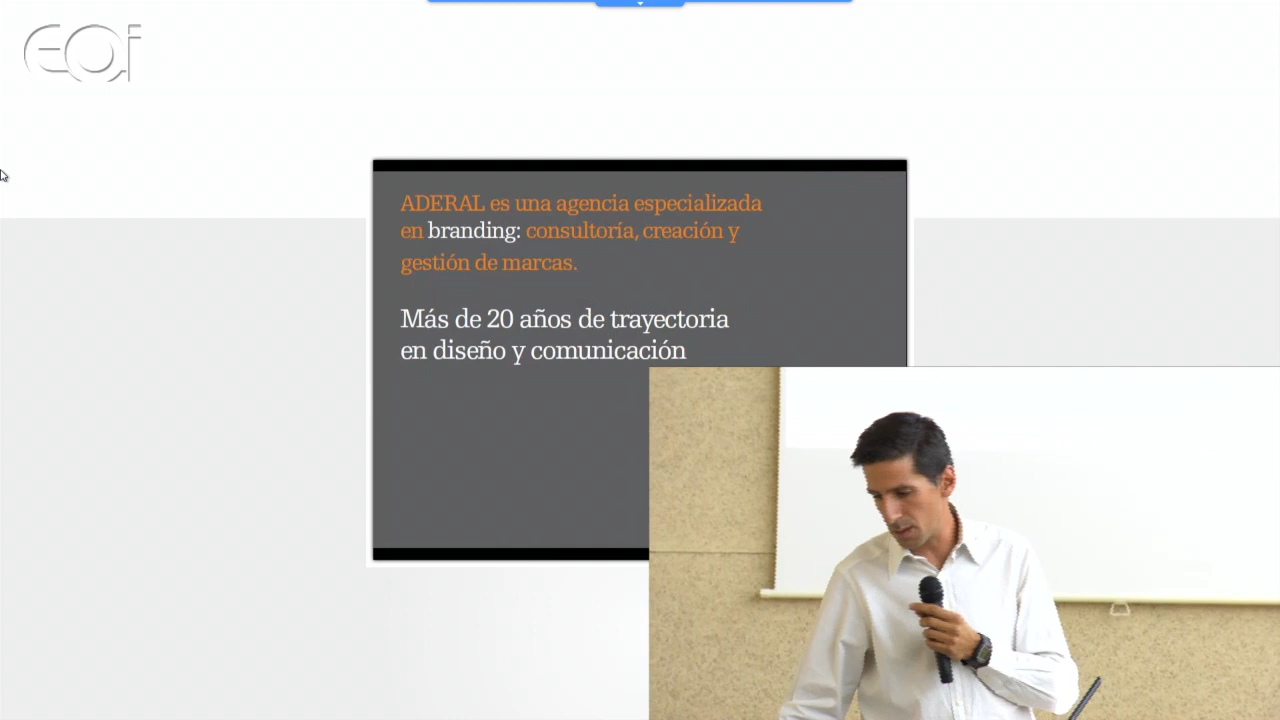 eoi
ADERAL es una agencia especializada
en branding: consultoría, creación y
gestión de marcas.
Más de 20 años de trayectoria
en diseño y comunicación